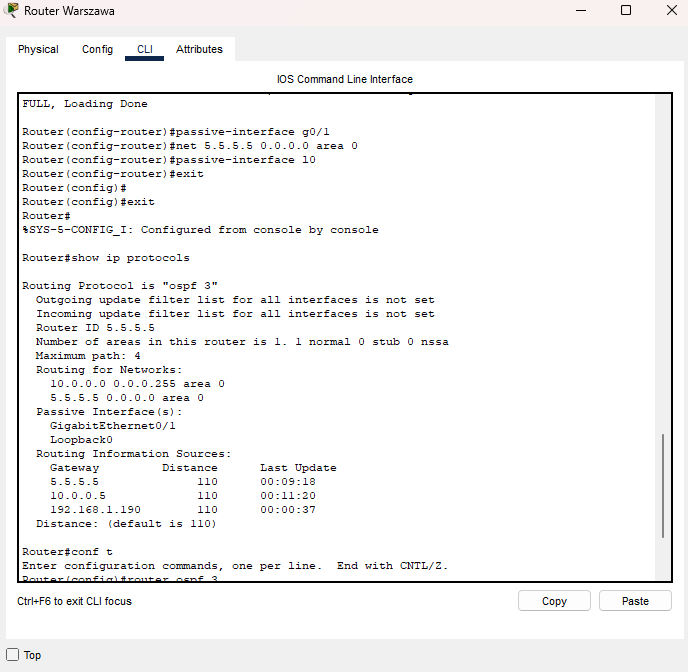 Router Warszawa
Physical Config CLI Attributes
IOS Command Line Interface
FULL, Loading Done
Router(config-router)#passive-interface g0/1
Router(config-router)#net 5.5.5.5 0.0.0.0 area 0
Router(config-router)#passive-interface l0
Router(config-router)#exit
Router(config)#
Router(config)#exit
Router#
%SYS-5-CONFIG_I: Configured from console by console
Router#show ip protocols
Routing Protocol is "ospf 3"
Outgoing update filter list for all interfaces is not set
Incoming update filter list for all interfaces is not set
Router ID 5.5.5.5
Number of areas in this router is 1. 1 normal 0 stub 0 nssa
Maximum path: 4
Routing for Networks:
10.0.0.0 0.0.0.255 area 0
5.5.5.5 0.0.0.0 area 0
Passive Interface(s):
GigabitEthernet0/1
Loopback0
Routing Information Sources:
Gateway Distance Last Update
5.5.5.5 110 00:09:18
10.0.0.5 110 00:11:20
192.168.1.190 110 00:00:37
Distance: (default is 110)
Router#conf t
Enter configuration commands, one per line. End with CNTL/Z.
Router(config)#router ospf 3
Ctrl+F6 to exit CLI focus
Copy
Paste
Top